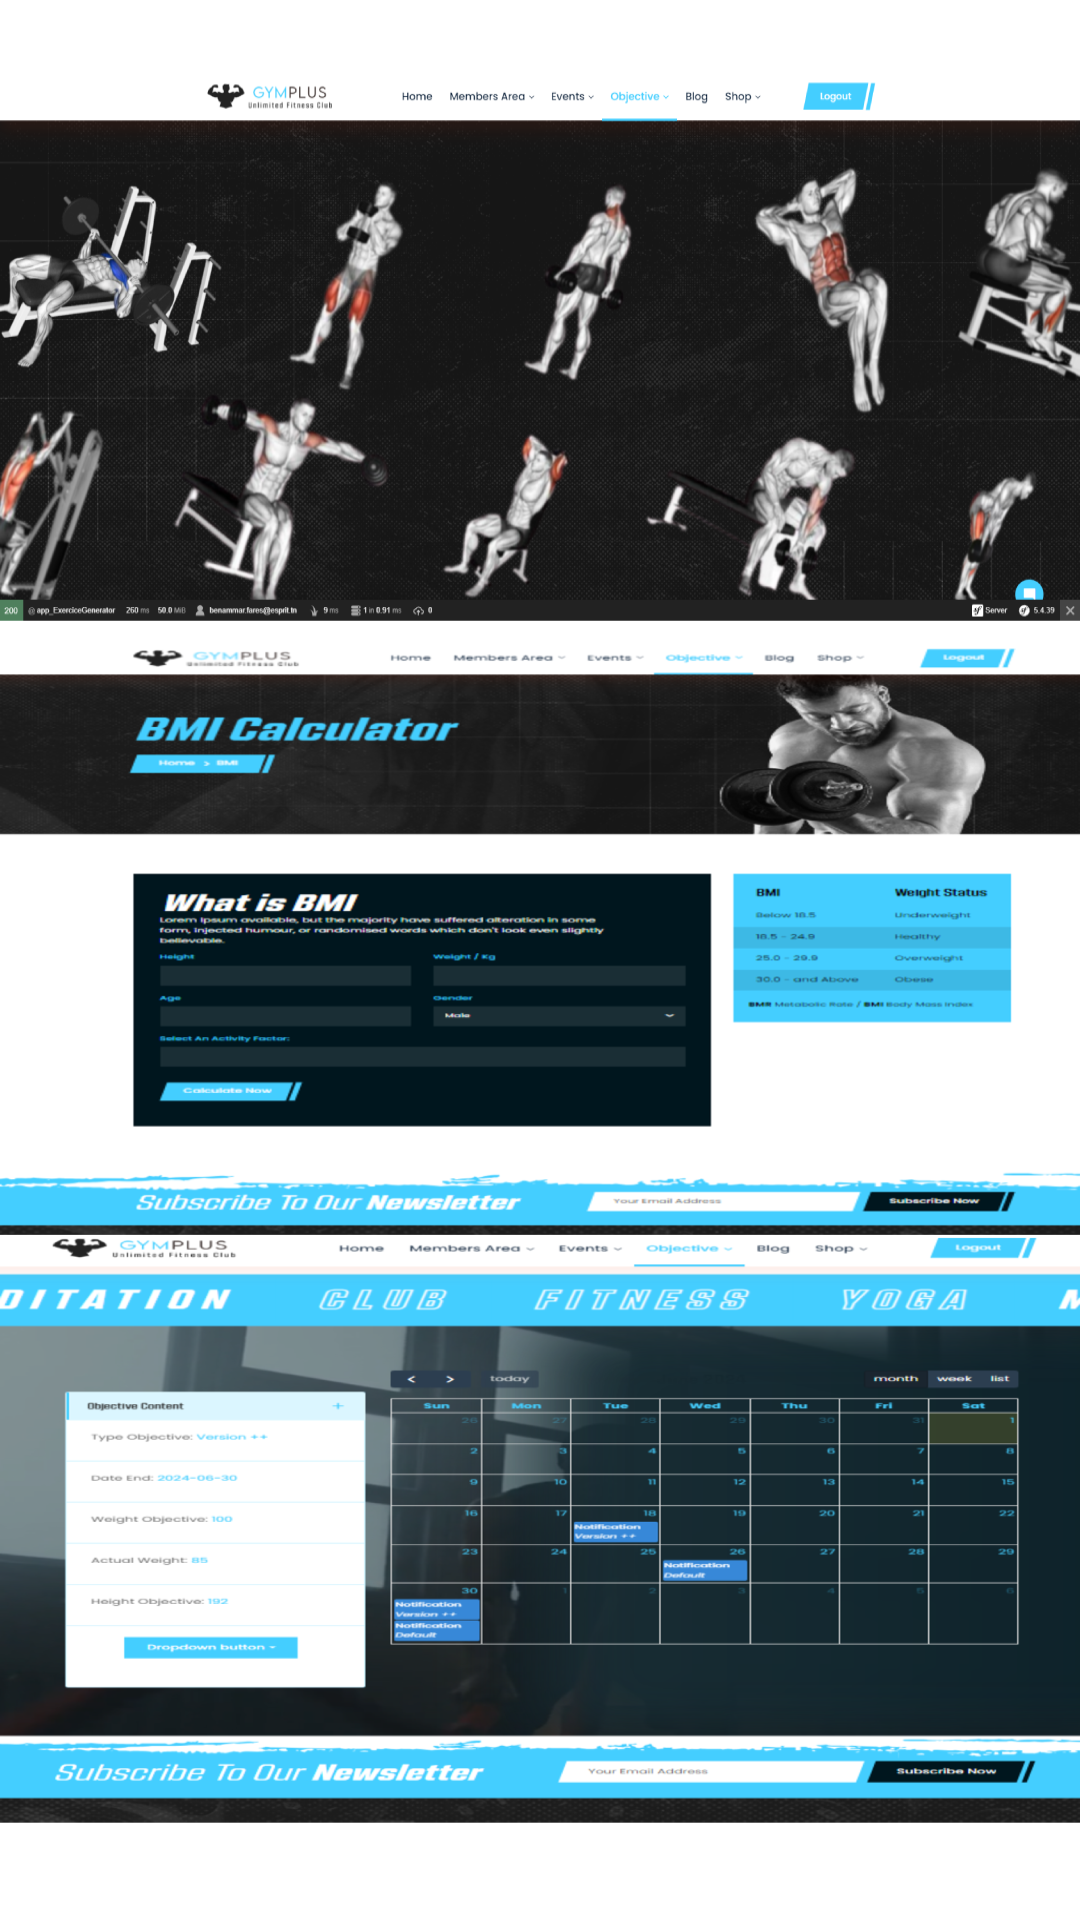 GYMPLUS
Unlimited Fitness Club
Home Members Area Events Objective Blog Shop Logout
200 @ app_ExerciceGenerator 260 ms 50.0 MiB benammar.fares@esprit.tn 9 ms 1 in 0.91 ms 0 Server 5.4.39
GYMPLUS
Unlimited Fitness Club
Home Members Area Events Objective Blog Shop Logout
BMI Calculator
Home > BMI
What is BMI
Lorem Ipsum available, but the majority have suffered alteration in some
form, injected humour, or randomised words which don't look even slightly
believable.
Height Weight / Kg
Age Gender
Male
Select An Activity Factor:
Calculate Now
BMI Weight Status
Below 18.5 Underweight
18.5 - 24.9 Healthy
25.0 - 29.9 Overweight
30.0 - and Above Obese
BMR Metabolic Rate / BMI Body Mass Index
Subscribe To Our Newsletter Your Email Address Subscribe Now
GYMPLUS
Unlimited Fitness Club
Home Members Area Events Objective Blog Shop Logout
DITATION CLUB FITNESS YOGA M
< > today month week list
Objective Content +
Type Objective: Version ++
Date End: 2024-06-30
Weight Objective: 100
Actual Weight: 85
Height Objective: 192
Dropdown button
Sun Mon Tue Wed Thu Fri Sat
26 27 28 29 30 31 1
2 3 4 5 6 7 8
9 10 11 12 13 14 15
16 17 18 19 20 21 22
Notification
Version ++
23 24 25 26 27 28 29
Notification
Default
30 1 2 3 4 5 6
Notification
Version ++
Notification
Default
Subscribe To Our Newsletter Your Email Address Subscribe Now